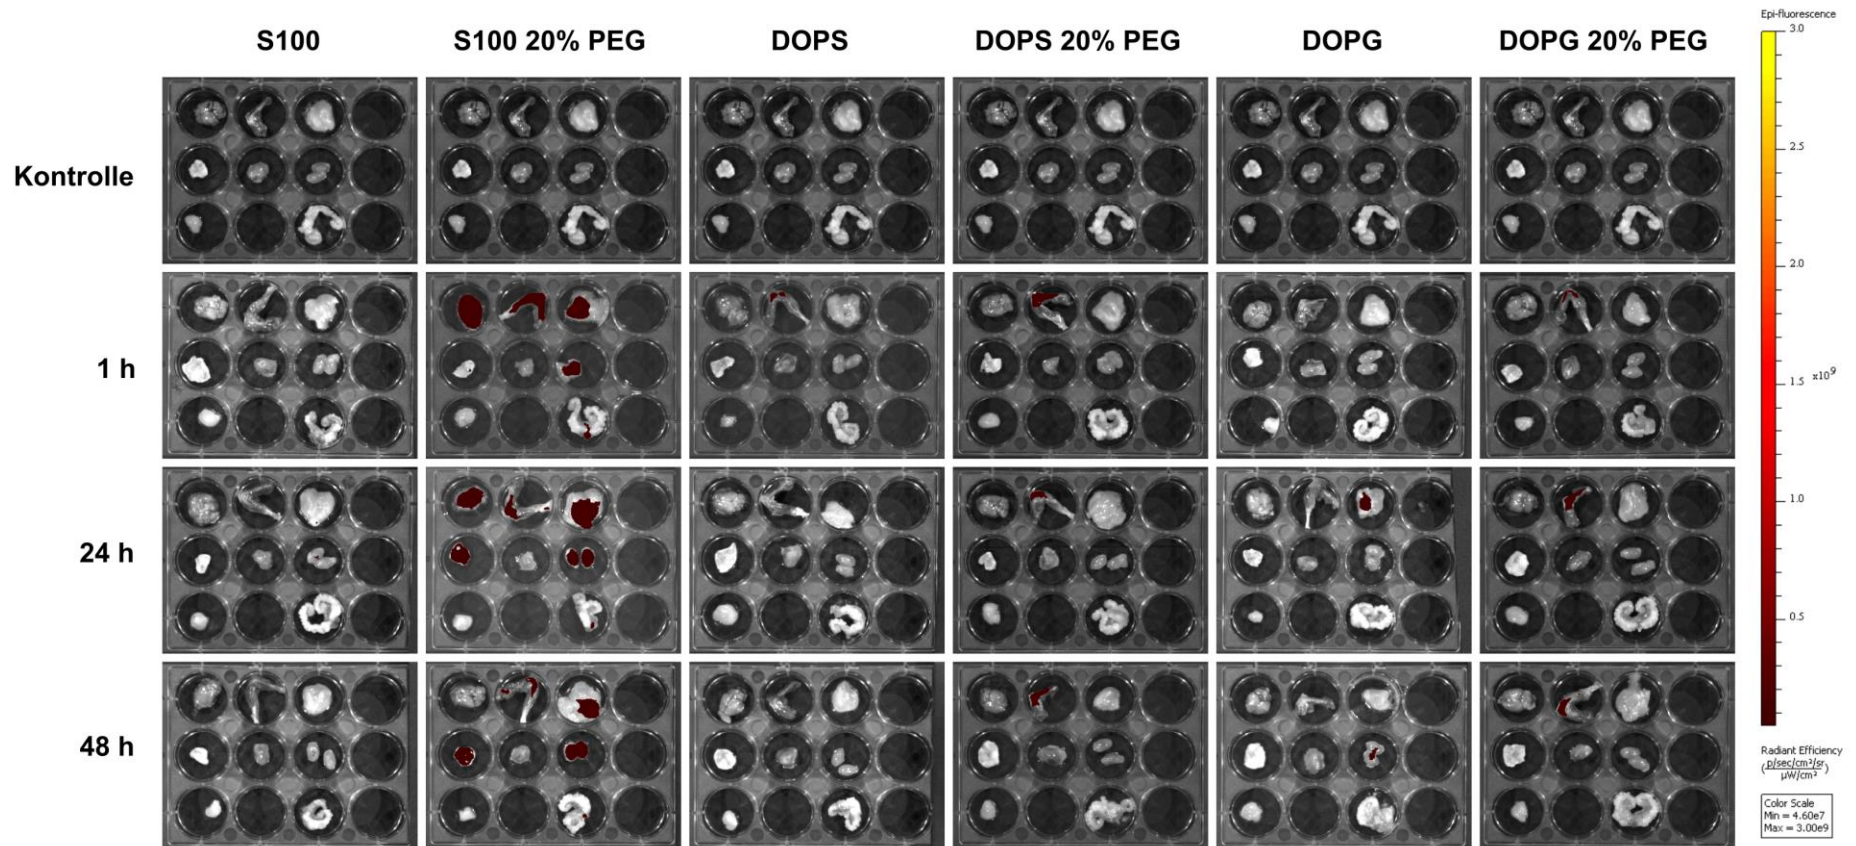 Epi-fluorescence
S100
S100 20% PEG
DOPS
DOPS 20% PEG
DOPG
DOPG 20% PEG
Kontrolle
1 h
24 h
48 h
3.0
2.5
2.0
1.5
x10⁹
1.0
0.5
Radiant Efficiency
(p/sec/cm²/sr
µW/cm²)
Color Scale
Min = 4.60e7
Max = 3.00e9